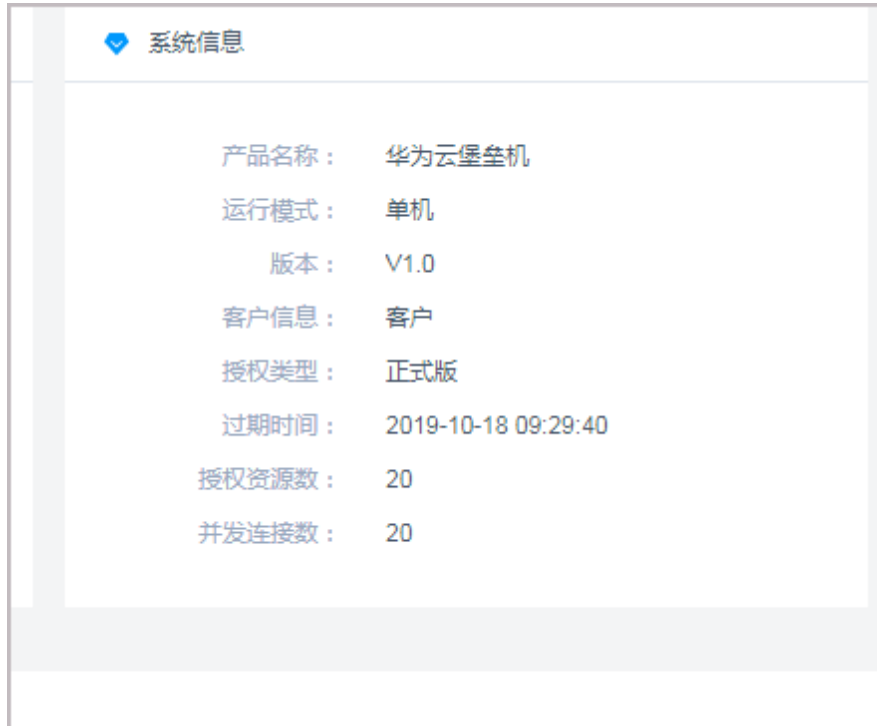 系统信息
产品名称： 华为云堡垒机
运行模式： 单机
版本： V1.0
客户信息： 客户
授权类型： 正式版
过期时间： 2019-10-18 09:29:40
授权资源数： 20
并发连接数： 20